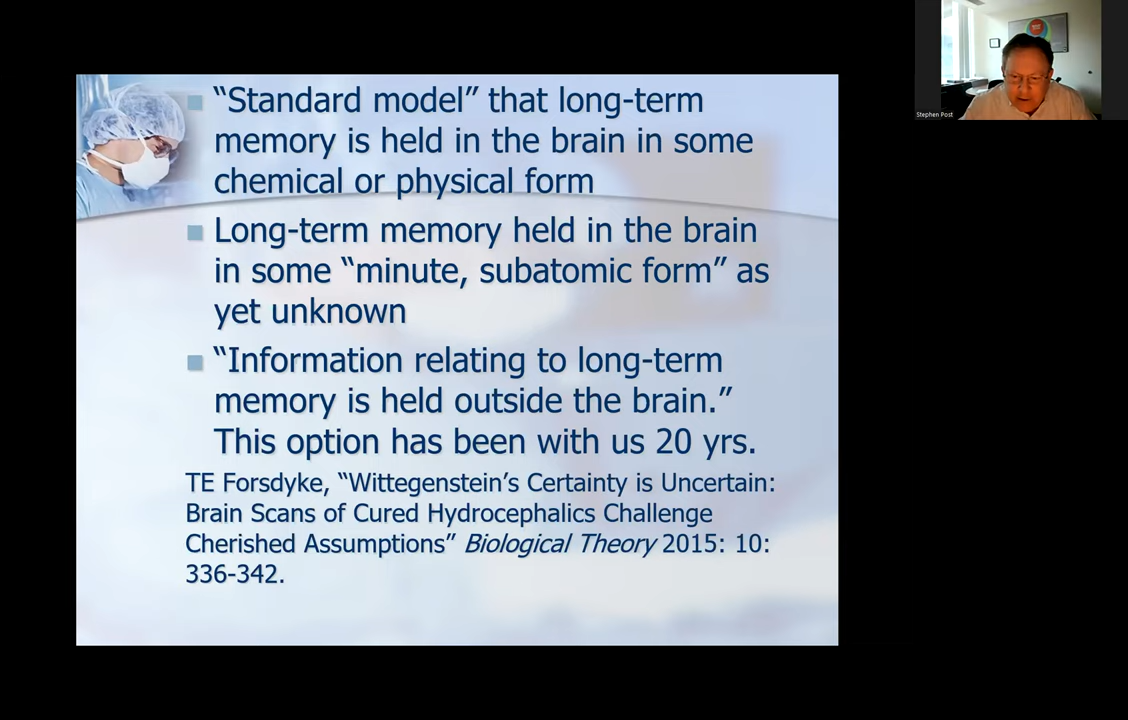 “Standard model” that long-term
memory is held in the brain in some
chemical or physical form
Long-term memory held in the brain
in some “minute, subatomic form” as
yet unknown
“Information relating to long-term
memory is held outside the brain.”
This option has been with us 20 yrs.
TE Forsdyke, “Wittegenstein’s Certainty is Uncertain:
Brain Scans of Cured Hydrocephalics Challenge
Cherished Assumptions” Biological Theory 2015: 10:
336-342.
Stephen Post